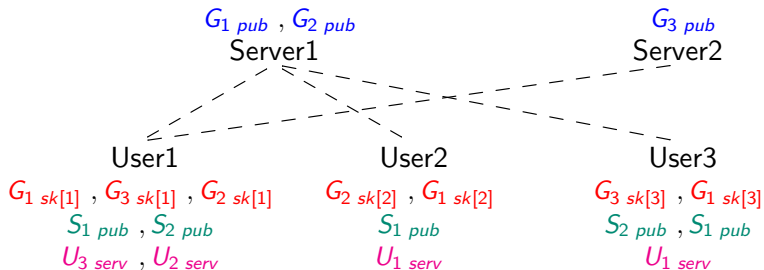 G1 pub , G2 pub G3 pub
Server1 Server2
User1 User2 User3
G1 sk[1] , G3 sk[1] , G2 sk[1] G2 sk[2] , G1 sk[2] G3 sk[3] , G1 sk[3]
S1 pub , S2 pub S1 pub S2 pub , S1 pub
U3 serv , U2 serv U1 serv U1 serv